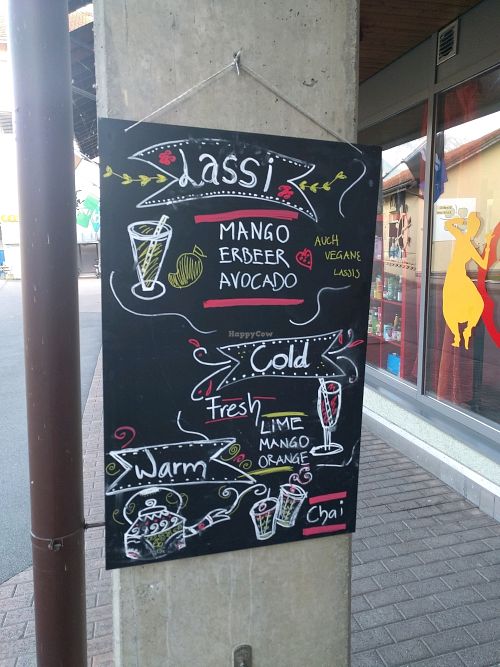 Lassi
MANGO
ERBEER
AVOCADO
AUCH
VEGANE
LASSIS
HappyCow
Cold
Fresh
LIME
MANGO
ORANGE
Warm
Chai